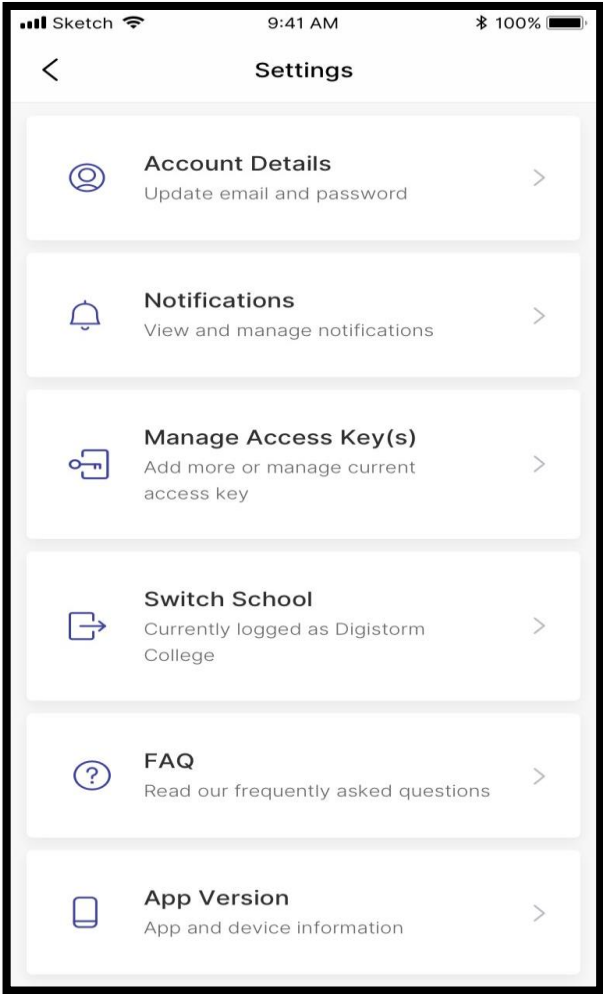 Sketch 9:41 AM 100%
Settings
Account Details
Update email and password
Notifications
View and manage notifications
Manage Access Key(s)
Add more or manage current
access key
Switch School
Currently logged as Digistorm
College
FAQ
Read our frequently asked questions
App Version
App and device information